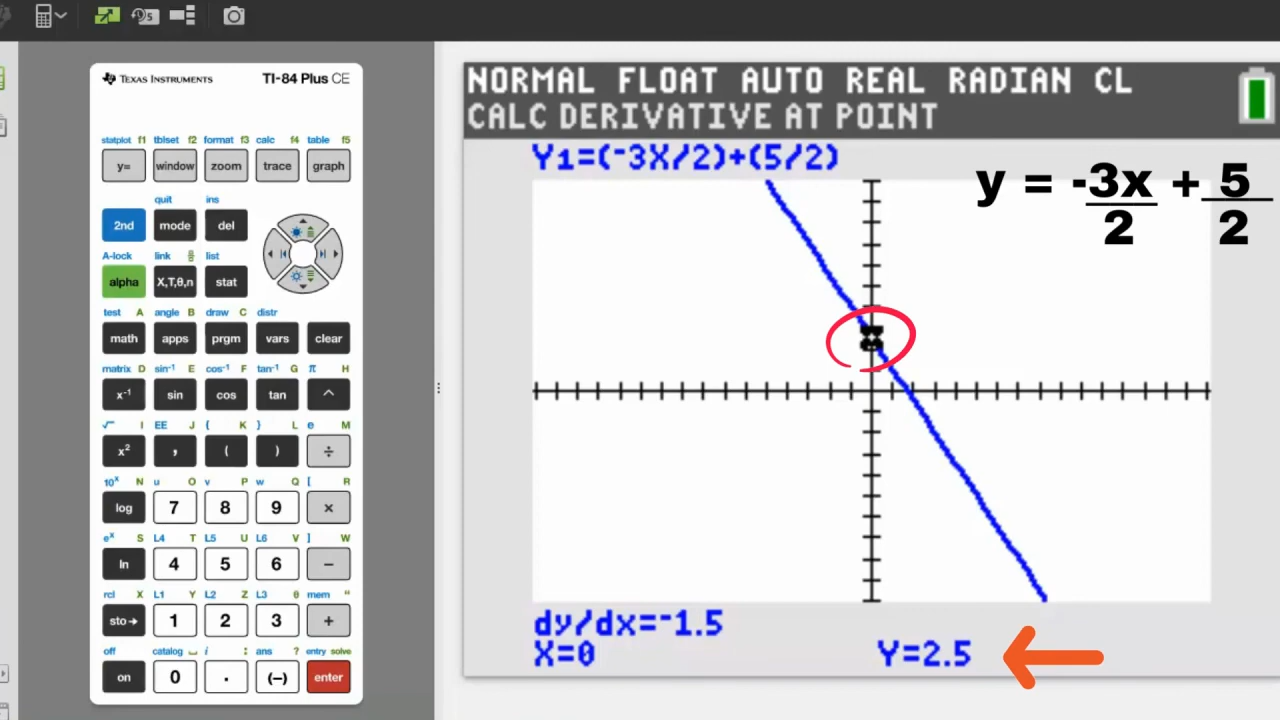 TEXAS INSTRUMENTS TI-84 Plus CE
statplot f1 tblset f2 format f3 calc f4 table f5
y= window zoom trace graph
quit ins
2nd mode del
A-lock link list
alpha X,T,θ,n stat
test A angle B draw C distr
math apps prgm vars clear
matrix D sin⁻¹ E cos⁻¹ F tan⁻¹ G π H
x⁻¹ sin cos tan ^
√ I EE J { K } L e M
x² , ( ) ÷
10ˣ N u O v P w Q [ R
log 7 8 9 ×
eˣ S L4 T L5 U L6 V ] W
ln 4 5 6 −
rcl X L1 Y L2 Z L3 θ mem "
sto→ 1 2 3 +
off catalog ⎵ i : ans ? entry solve
on 0 . (−) enter
NORMAL FLOAT AUTO REAL RADIAN CL
CALC DERIVATIVE AT POINT
Y1=(⁻3X/2)+(5/2)
y = -3x/2 + 5/2
dy/dx=⁻1.5
X=0 Y=2.5